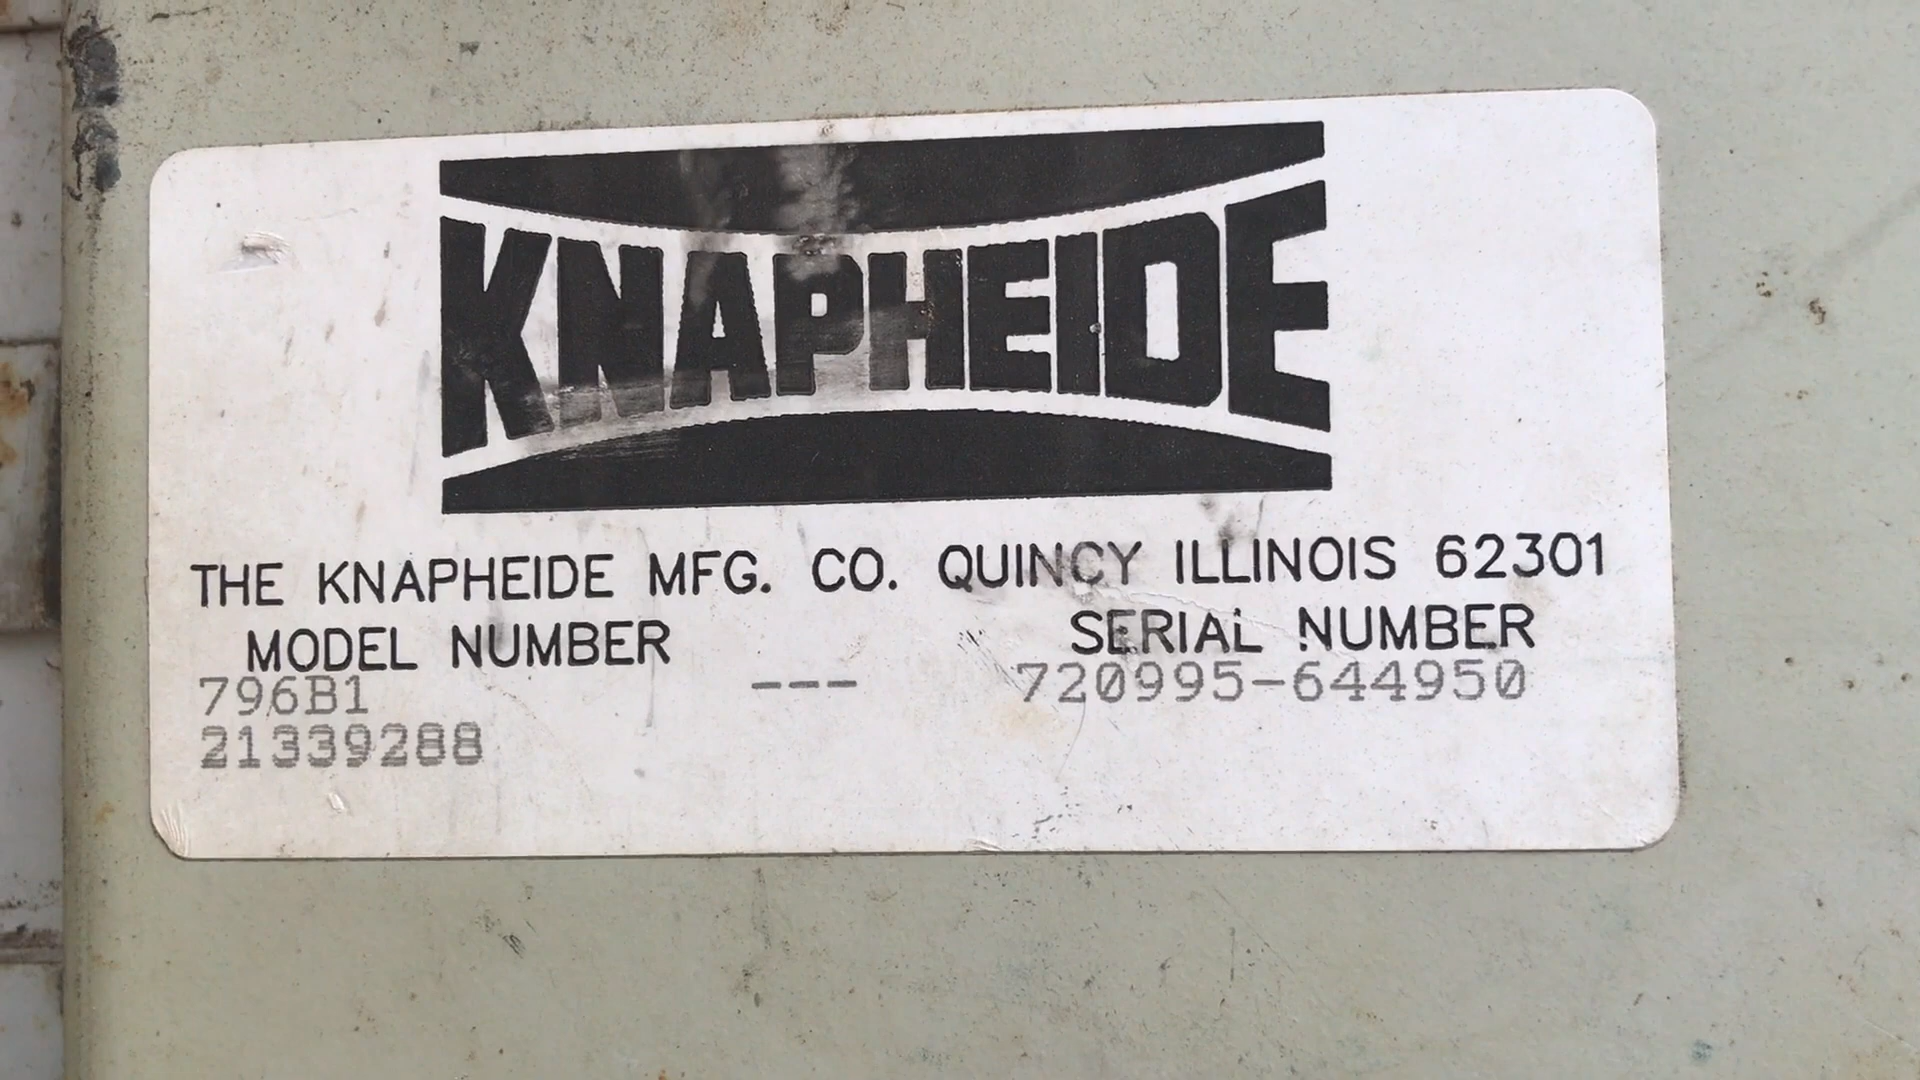 KNAPHEIDE
THE KNAPHEIDE MFG. CO. QUINCY ILLINOIS 62301
MODEL NUMBER SERIAL NUMBER
796B1 --- 720995-644950
21339288